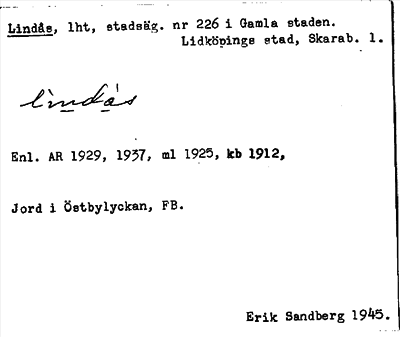 Lindås, lht, stadsäg. nr 226 i Gamla staden.
Lidköpings stad, Skarab. l.
lindås
Enl. AR 1929, 1937, ml 1925, kb 1912,
Jord i Östbylyckan, FB.
Erik Sandberg 1945.